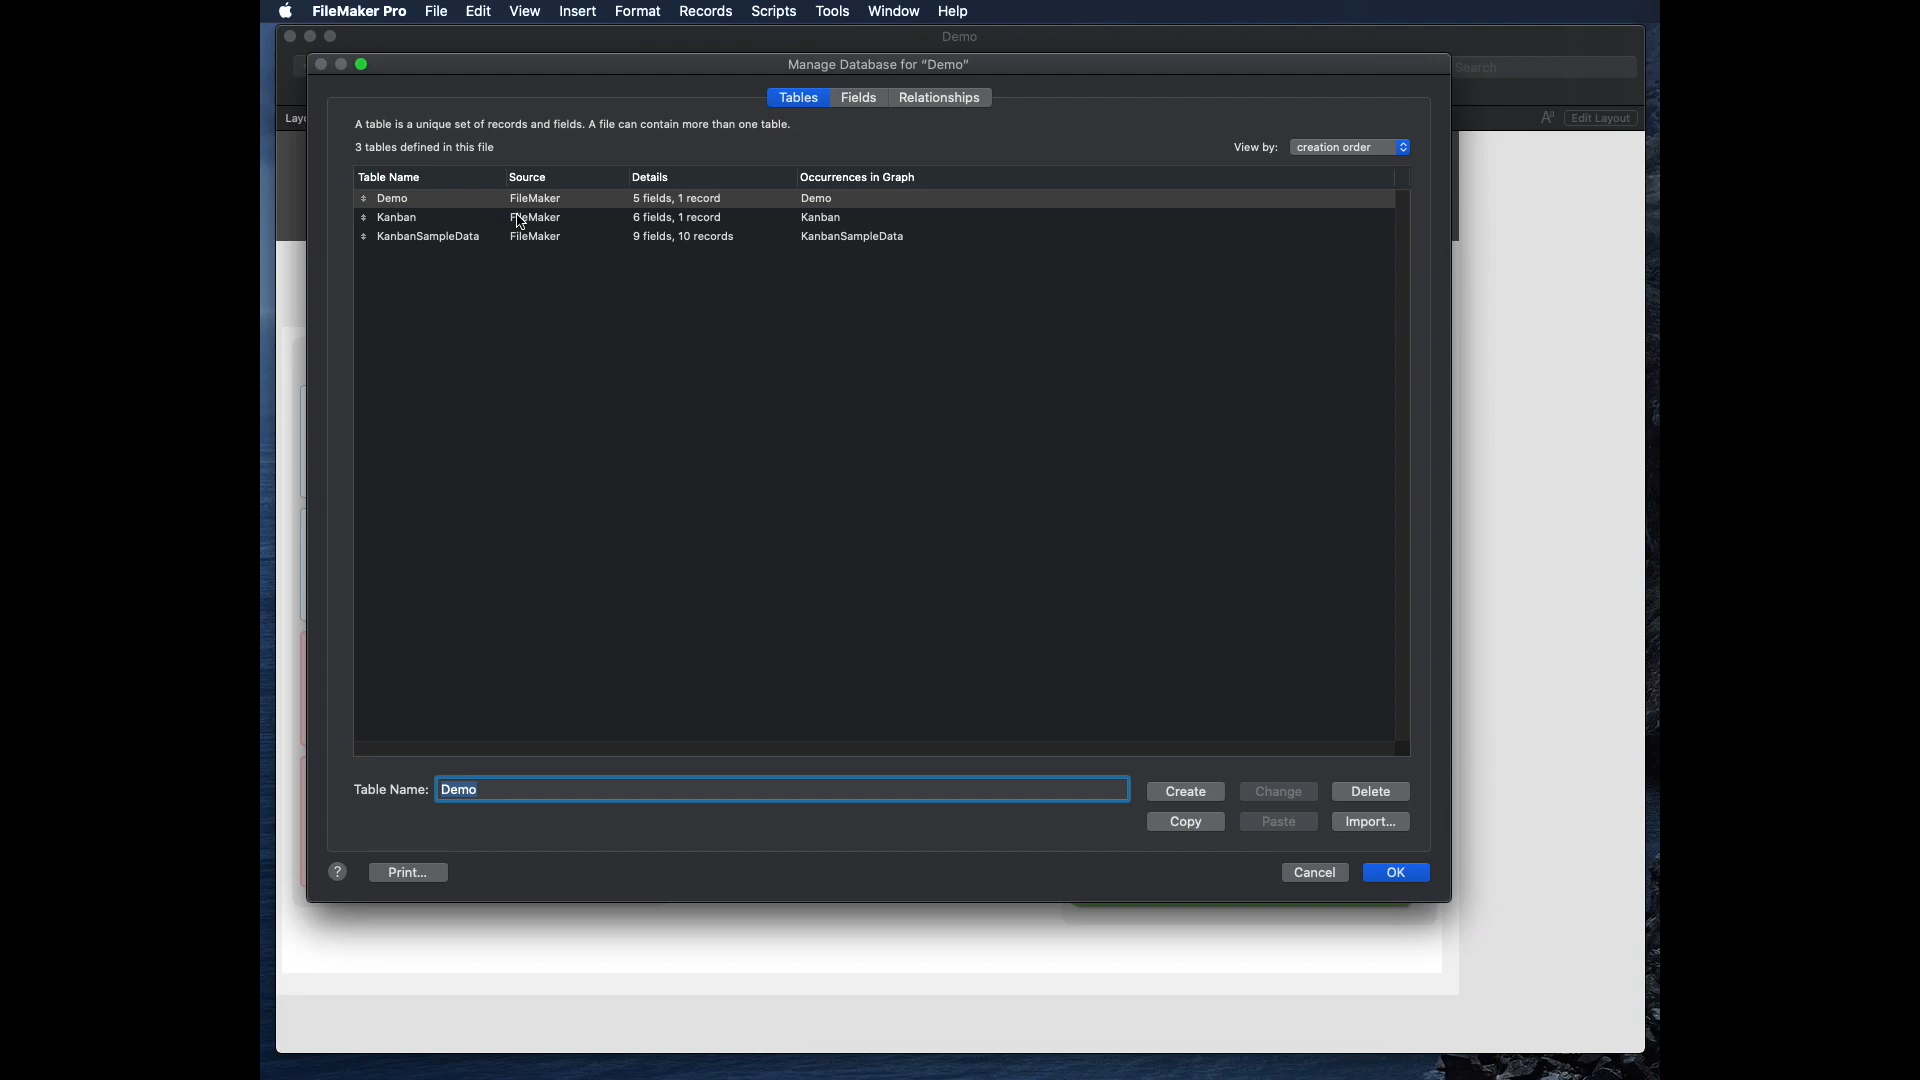 FileMaker Pro File Edit View Insert Format Records Scripts Tools Window Help
Demo
Manage Database for “Demo”
Search
Tables Fields Relationships
Edit Layout
A table is a unique set of records and fields. A file can contain more than one table.
3 tables defined in this file
View by: creation order
Table Name Source Details Occurrences in Graph
Demo FileMaker 5 fields, 1 record Demo
Kanban FileMaker 6 fields, 1 record Kanban
KanbanSampleData FileMaker 9 fields, 10 records KanbanSampleData
Table Name: Demo
Create Change Delete
Copy Paste Import...
? Print... Cancel OK